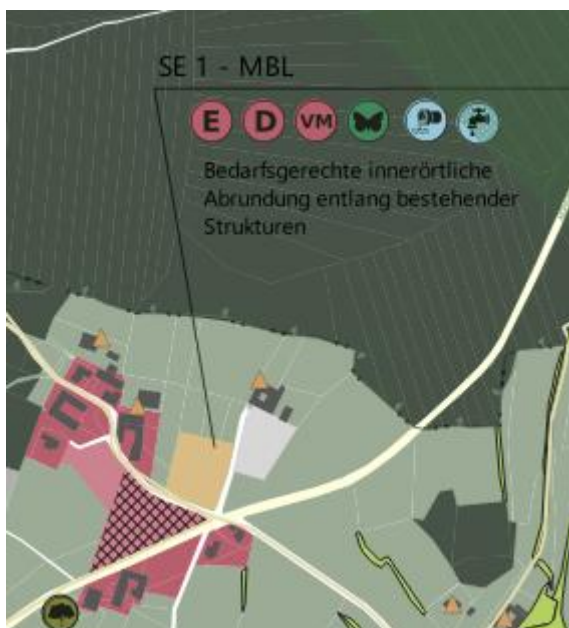 SE 1 - MBL
E D VM
Bedarfsgerechte innerörtliche
Abrundung entlang bestehender
Strukturen